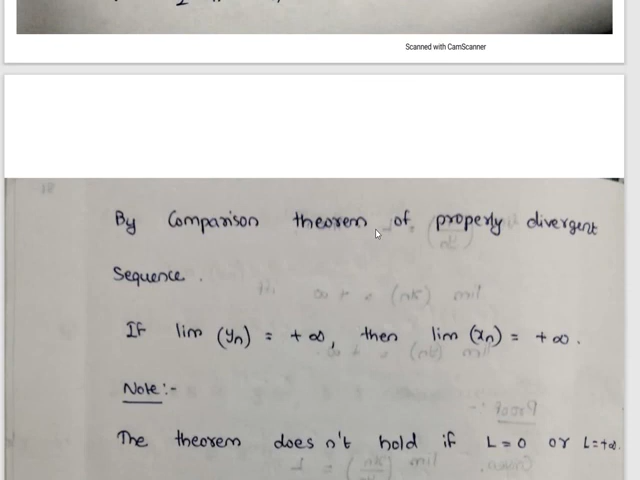 Scanned with CamScanner
By Comparison theorem of properly divergent
Sequence.
If lim (yn) = +∞, then lim (xn) = +∞.
Note:-
The theorem does n't hold if L=0 or L=+∞.